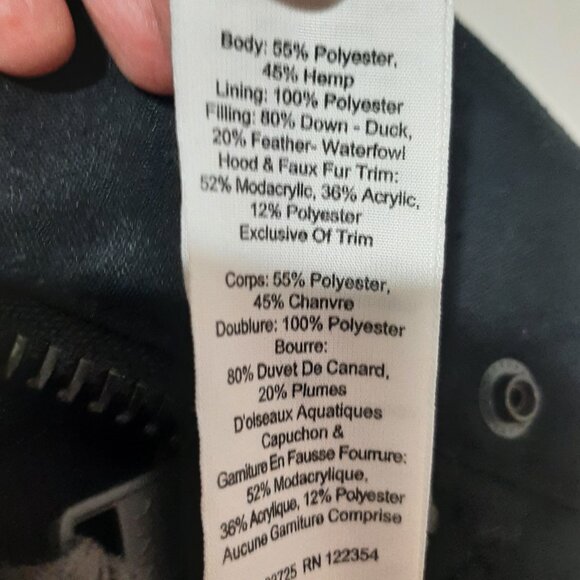 Body: 55% Polyester,
45% Hemp
Lining: 100% Polyester
Filling: 80% Down - Duck,
20% Feather- Waterfowl
Hood & Faux Fur Trim:
52% Modacrylic, 36% Acrylic,
12% Polyester
Exclusive Of Trim
Corps: 55% Polyester,
45% Chanvre
Doublure: 100% Polyester
Bourre:
80% Duvet De Canard,
20% Plumes
D'oiseaux Aquatiques
Capuchon &
Garniture En Fausse Fourrure:
52% Modacrylique,
36% Acrylique, 12% Polyester
Aucune Garniture Comprise
RN 122354